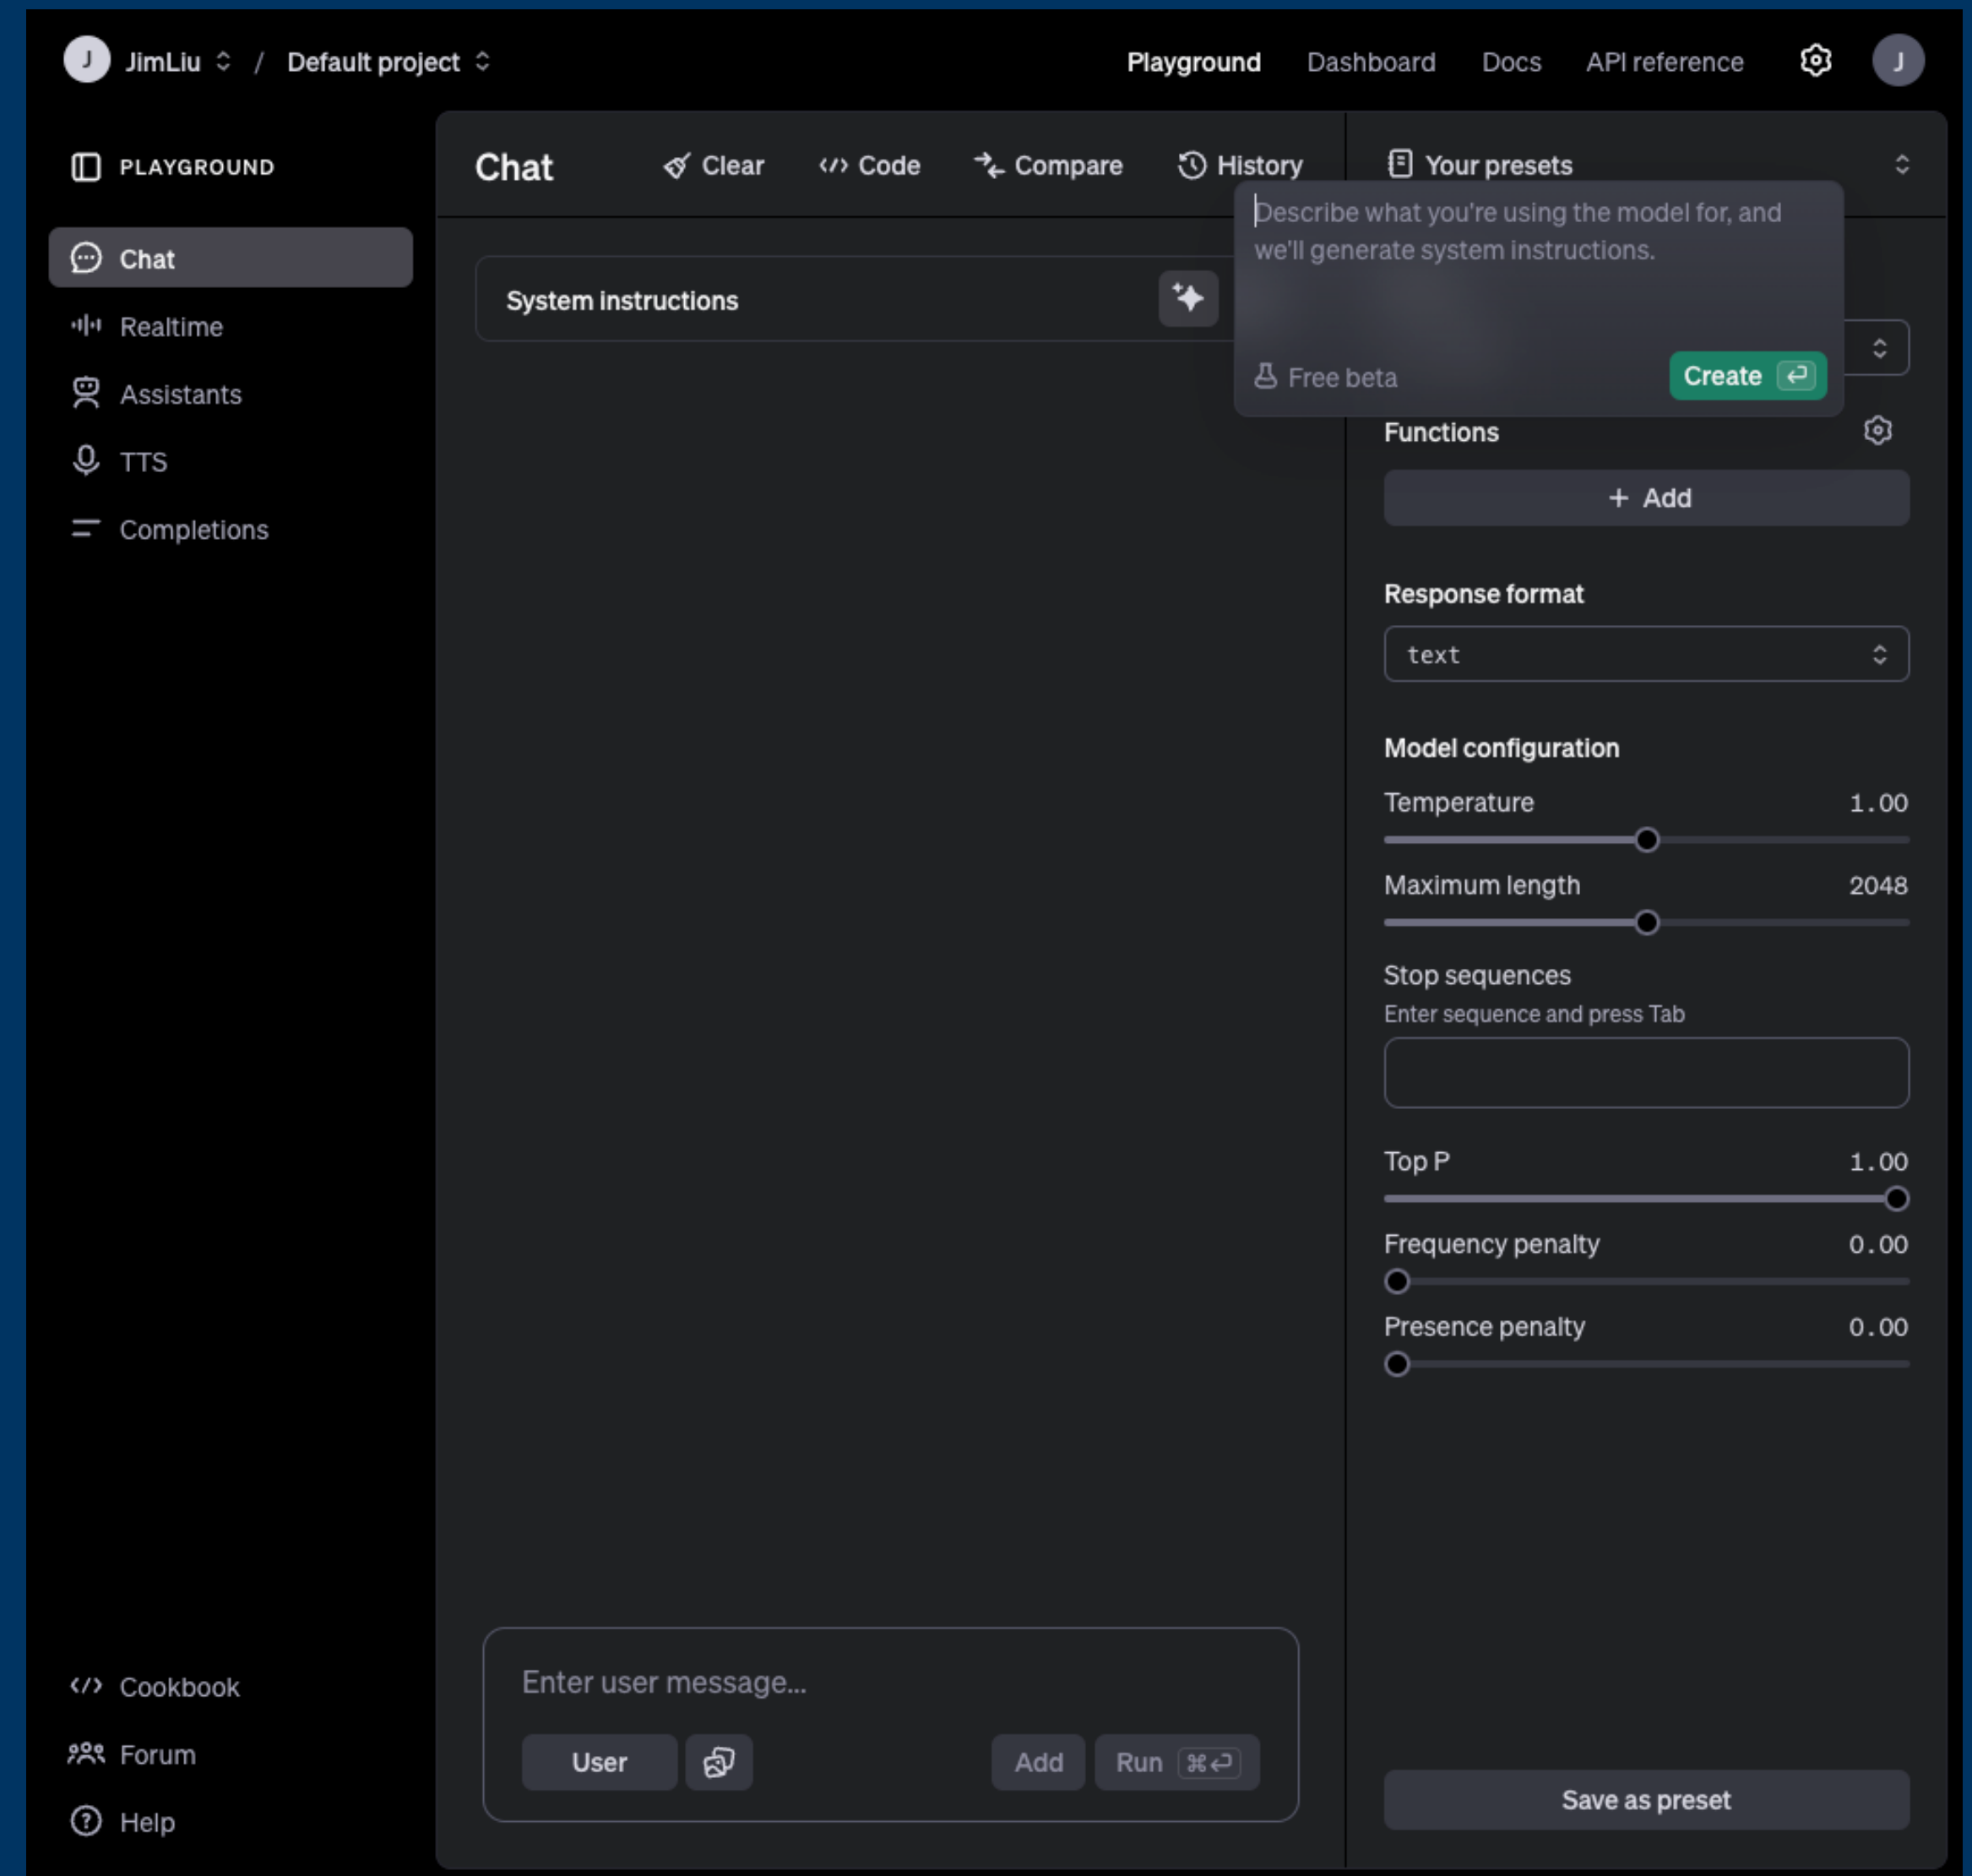 J JimLiu / Default project
Playground Dashboard Docs API reference J
PLAYGROUND
Chat
Realtime
Assistants
TTS
Completions
Cookbook
Forum
Help
Chat Clear Code Compare History
System instructions
Enter user message...
User Add Run ⌘↵
Your presets
Describe what you're using the model for, and
we'll generate system instructions.
Free beta Create ↵
Functions
+ Add
Response format
text
Model configuration
Temperature 1.00
Maximum length 2048
Stop sequences
Enter sequence and press Tab
Top P 1.00
Frequency penalty 0.00
Presence penalty 0.00
Save as preset